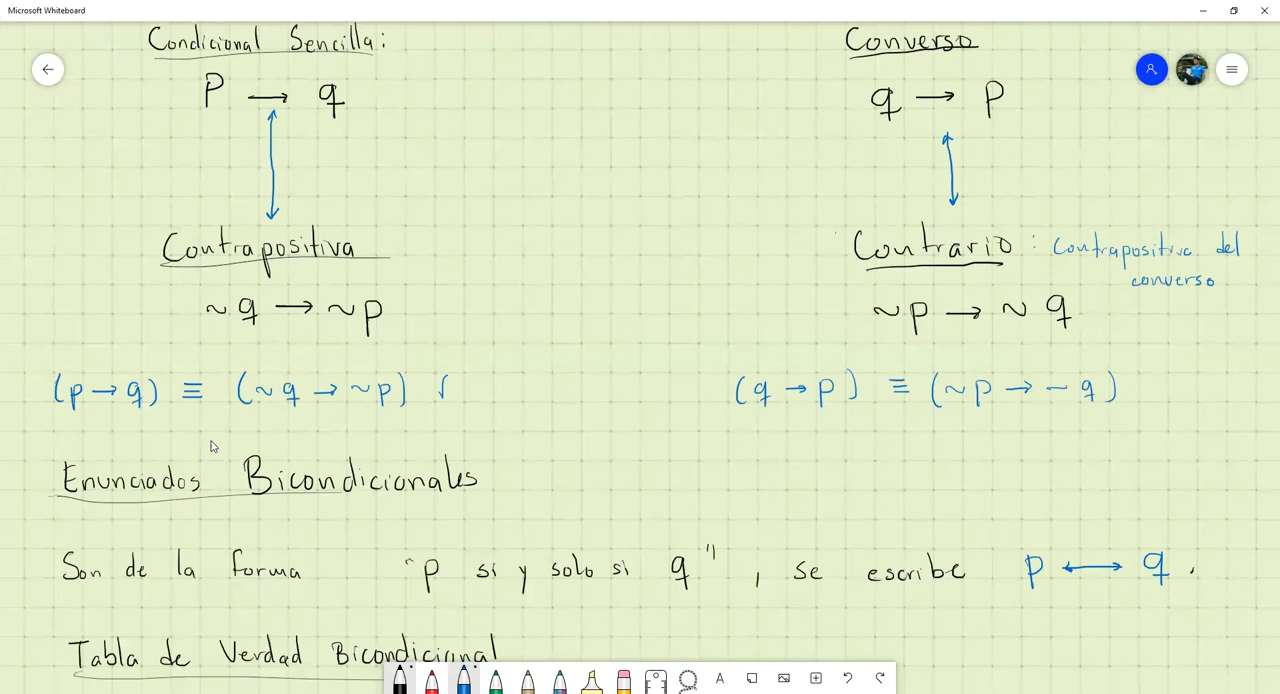 Microsoft Whiteboard
Condicional Sencilla:
p → q
Converso
q → p
Contrapositiva
~q → ~p
Contrario : Contrapositiva del
converso
~p → ~q
(p → q) ≡ (~q → ~p) √
(q → p) ≡ (~p → ~q)
Enunciados Bicondicionales
Son de la forma "p si y solo si q", se escribe p ↔ q.
Tabla de Verdad Bicondicional
A